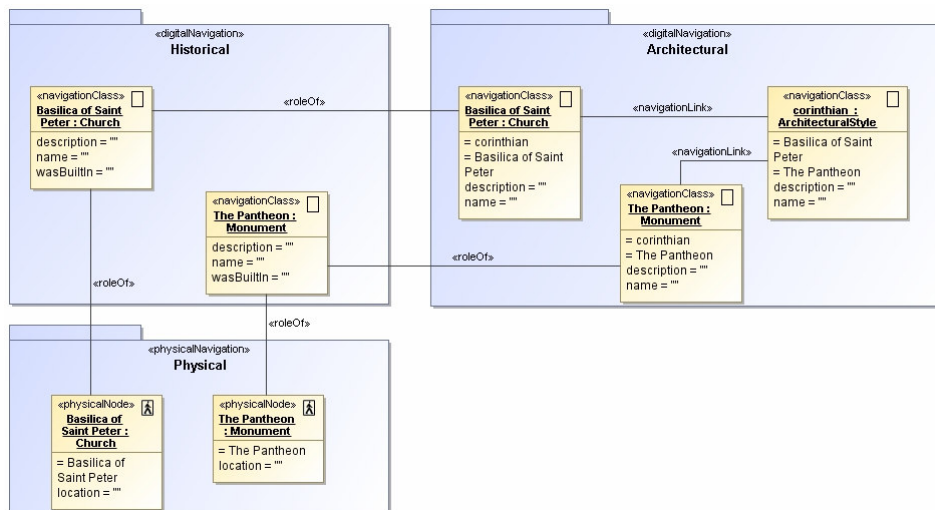 «digitalNavigation»
Historical
«navigationClass»
Basilica of Saint
Peter : Church
description = ""
name = ""
wasBuiltIn = ""
«roleOf»
«navigationClass»
The Pantheon :
Monument
description = ""
name = ""
wasBuiltIn = ""
«roleOf»
«roleOf»
«roleOf»
«digitalNavigation»
Architectural
«navigationClass»
Basilica of Saint
Peter : Church
= corinthian
= Basilica of Saint
Peter
description = ""
name = ""
«navigationLink»
«navigationLink»
«navigationClass»
corinthian :
ArchitecturalStyle
= Basilica of Saint
Peter
= The Pantheon
description = ""
name = ""
«navigationClass»
The Pantheon :
Monument
= corinthian
= The Pantheon
description = ""
name = ""
«physicalNavigation»
Physical
«physicalNode»
Basilica of
Saint Peter :
Church
= Basilica of
Saint Peter
location = ""
«physicalNode»
The Pantheon
: Monument
= The Pantheon
location = ""